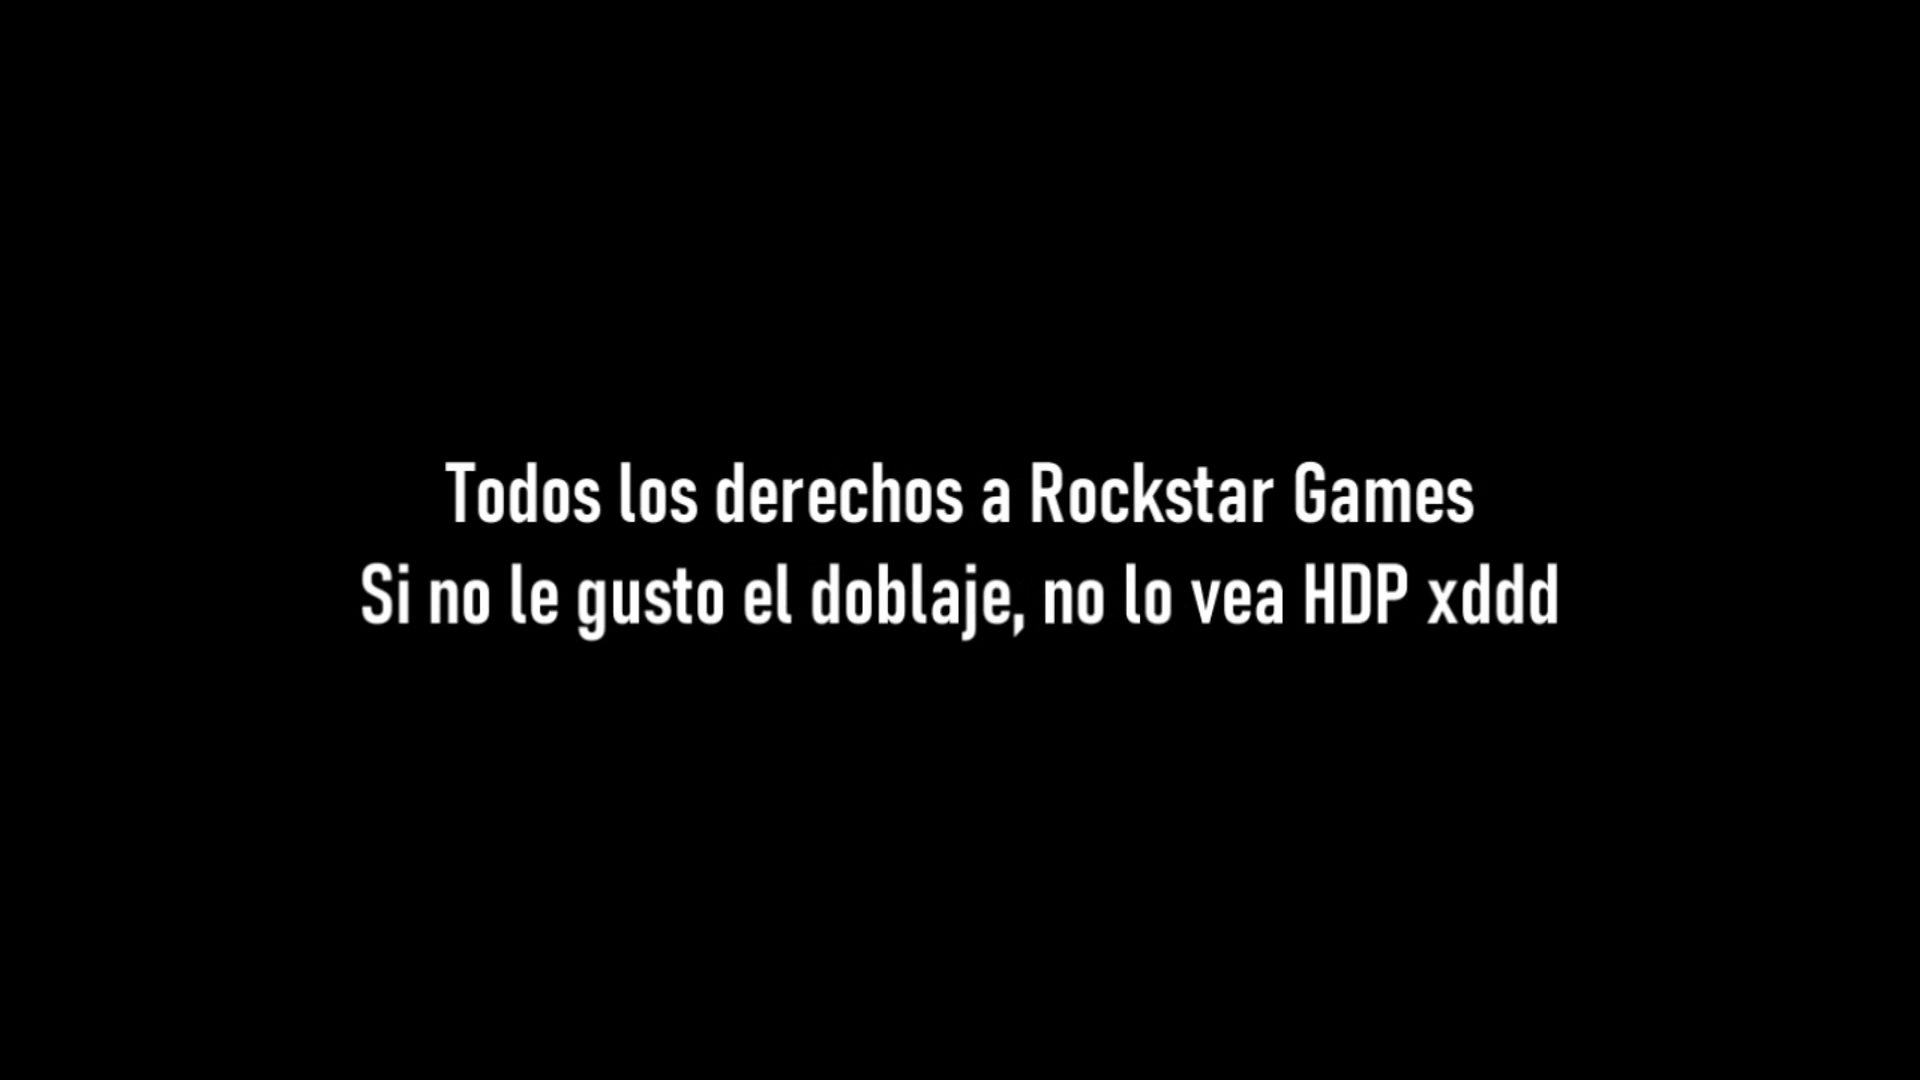 Todos los derechos a Rockstar Games
Si no le gusto el doblaje, no lo vea HDP xddd